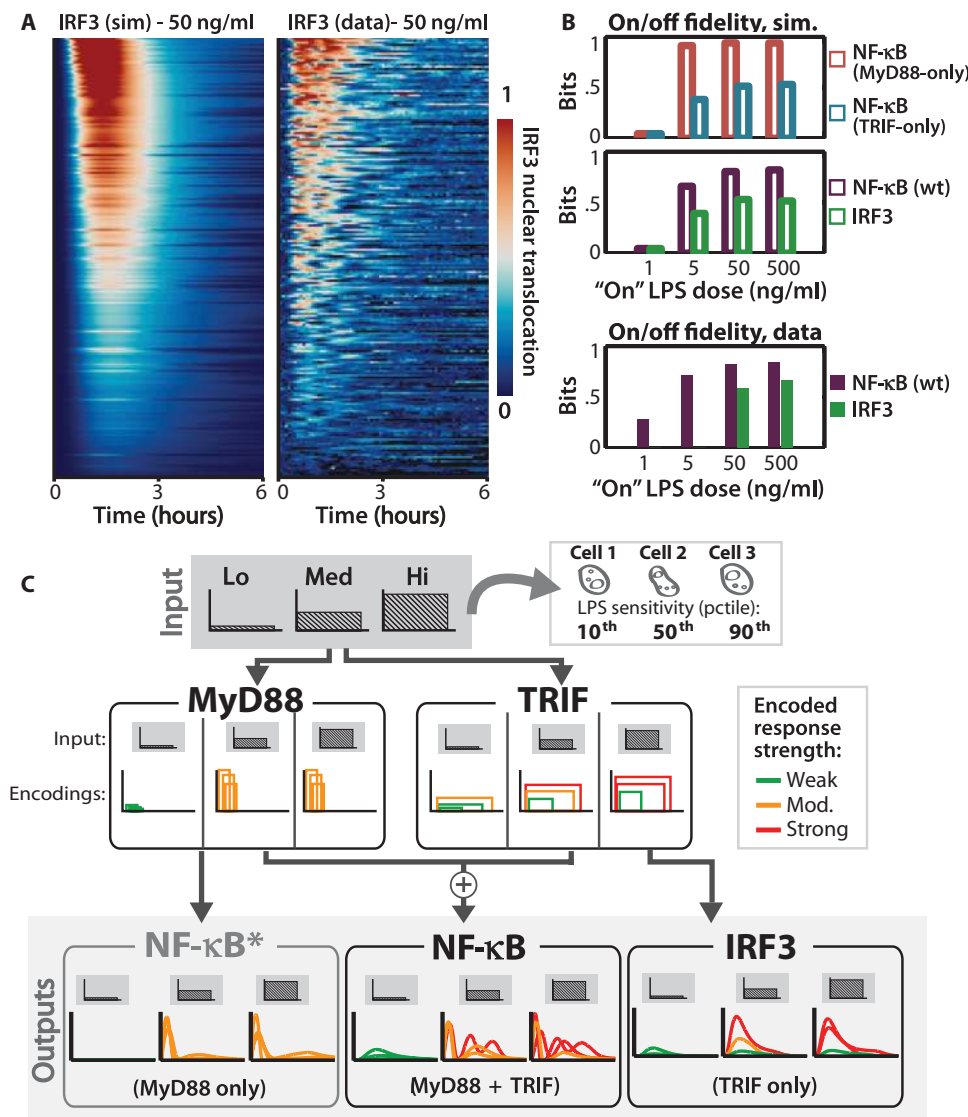 A
IRF3 (sim) - 50 ng/ml
IRF3 (data)- 50 ng/ml
1
IRF3 nuclear translocation
0
0 3 6
0 3 6
Time (hours)
Time (hours)
B
On/off fidelity, sim.
1
.5
0
Bits
NF-κB
(MyD88-only)
NF-κB
(TRIF-only)
1
.5
0
Bits
NF-κB (wt)
IRF3
1 5 50 500
"On" LPS dose (ng/ml)
On/off fidelity, data
1
.5
0
Bits
NF-κB (wt)
IRF3
1 5 50 500
"On" LPS dose (ng/ml)
C
Input
Lo Med Hi
Cell 1 Cell 2 Cell 3
LPS sensitivity (pctile):
10th 50th 90th
MyD88
TRIF
Input:
Encodings:
Encoded
response
strength:
Weak
Mod.
Strong
+
Outputs
NF-κB*
(MyD88 only)
NF-κB
MyD88 + TRIF)
IRF3
(TRIF only)